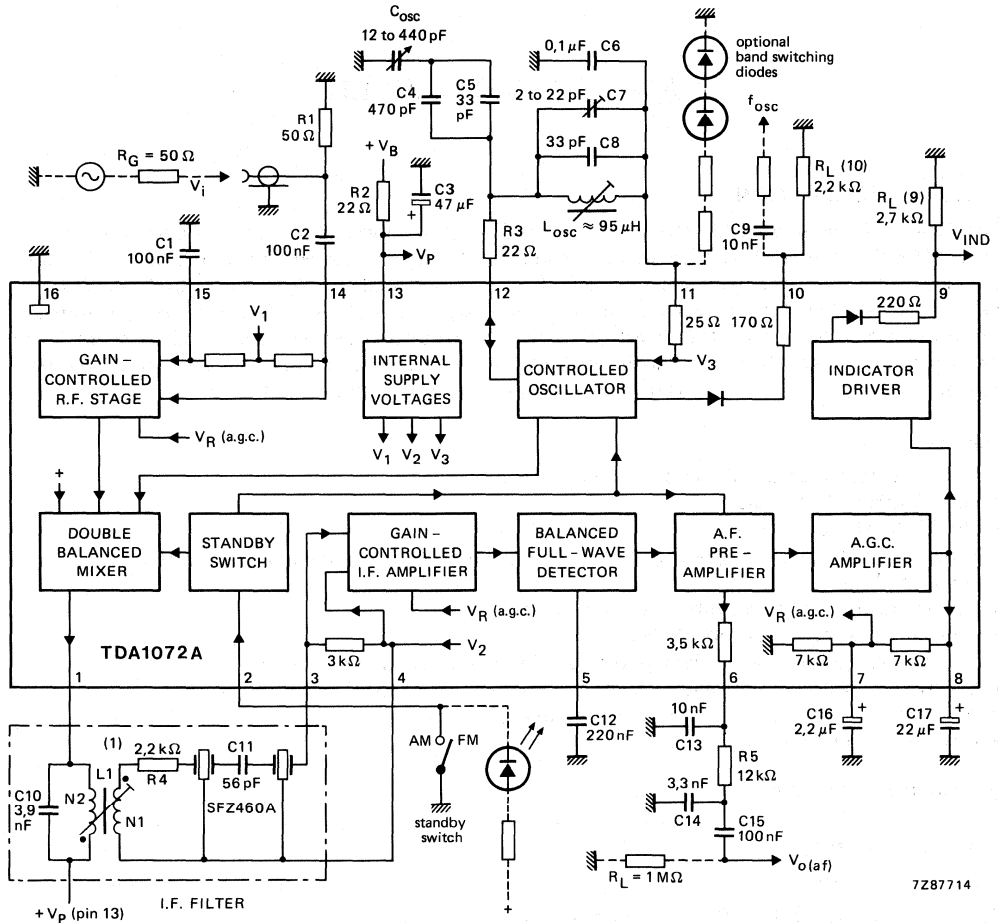 Cosc
12 to 440 pF
C4
470 pF
C5
33
pF
0,1 μF C6
2 to 22 pF C7
33 pF C8
Losc ≈ 95 μH
optional
band switching
diodes
fosc
R1
50 Ω
RG = 50 Ω
Vi
+ VB
R2
22 Ω
C3
47 μF
VP
R3
22 Ω
C9
10 nF
RL (10)
2,2 kΩ
RL (9)
2,7 kΩ
VIND
C1
100 nF
C2
100 nF
16
15
14
13
12
11
10
9
V1
25 Ω
170 Ω
220 Ω
V3
GAIN –
CONTROLLED
R.F. STAGE
INTERNAL
SUPPLY
VOLTAGES
CONTROLLED
OSCILLATOR
INDICATOR
DRIVER
VR (a.g.c.)
V1 V2 V3
+
DOUBLE
BALANCED
MIXER
STANDBY
SWITCH
GAIN –
CONTROLLED
I.F. AMPLIFIER
BALANCED
FULL – WAVE
DETECTOR
A.F.
PRE –
AMPLIFIER
A.G.C.
AMPLIFIER
VR (a.g.c.)
VR (a.g.c.)
V2
3 kΩ
3,5 kΩ
7 kΩ
7 kΩ
TDA1072A
1
2
3
4
5
6
7
8
(1)
L1
N2
N1
C10
3,9
nF
2,2 kΩ
R4
C11
56 pF
SFZ460A
+ VP (pin 13)
I.F. FILTER
AM
FM
standby
switch
+
C12
220 nF
10 nF
C13
R5
12 kΩ
3,3 nF
C14
C15
100 nF
RL = 1 MΩ
Vo(af)
C16
2,2 μF
+
C17
22 μF
+
+
7Z87714